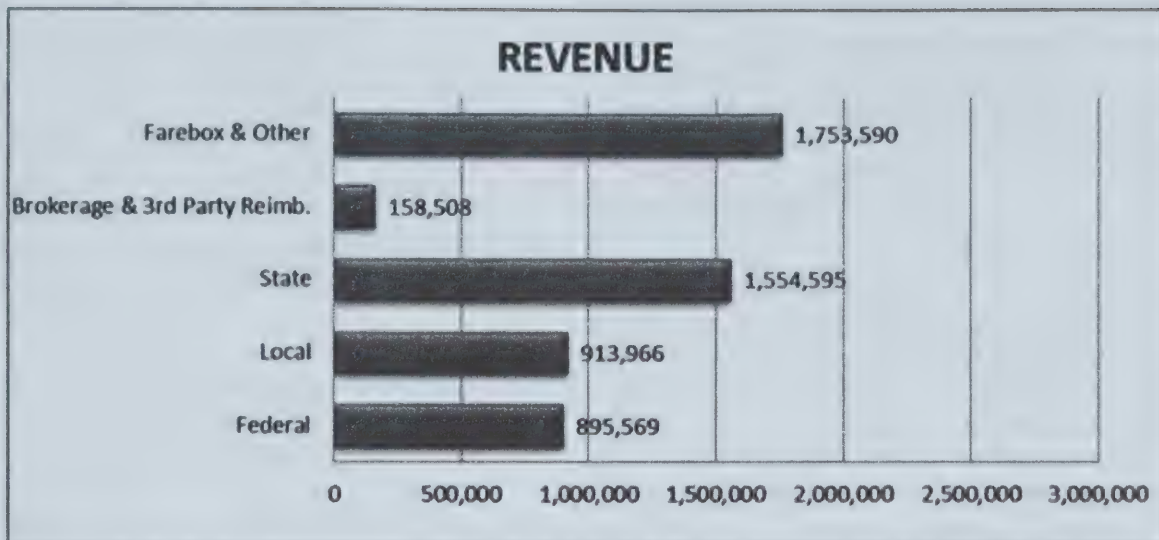 REVENUE
Farebox & Other 1,753,590
Brokerage & 3rd Party Reimb. 158,508
State 1,554,595
Local 913,966
Federal 895,569
0 500,000 1,000,000 1,500,000 2,000,000 2,500,000 3,000,000